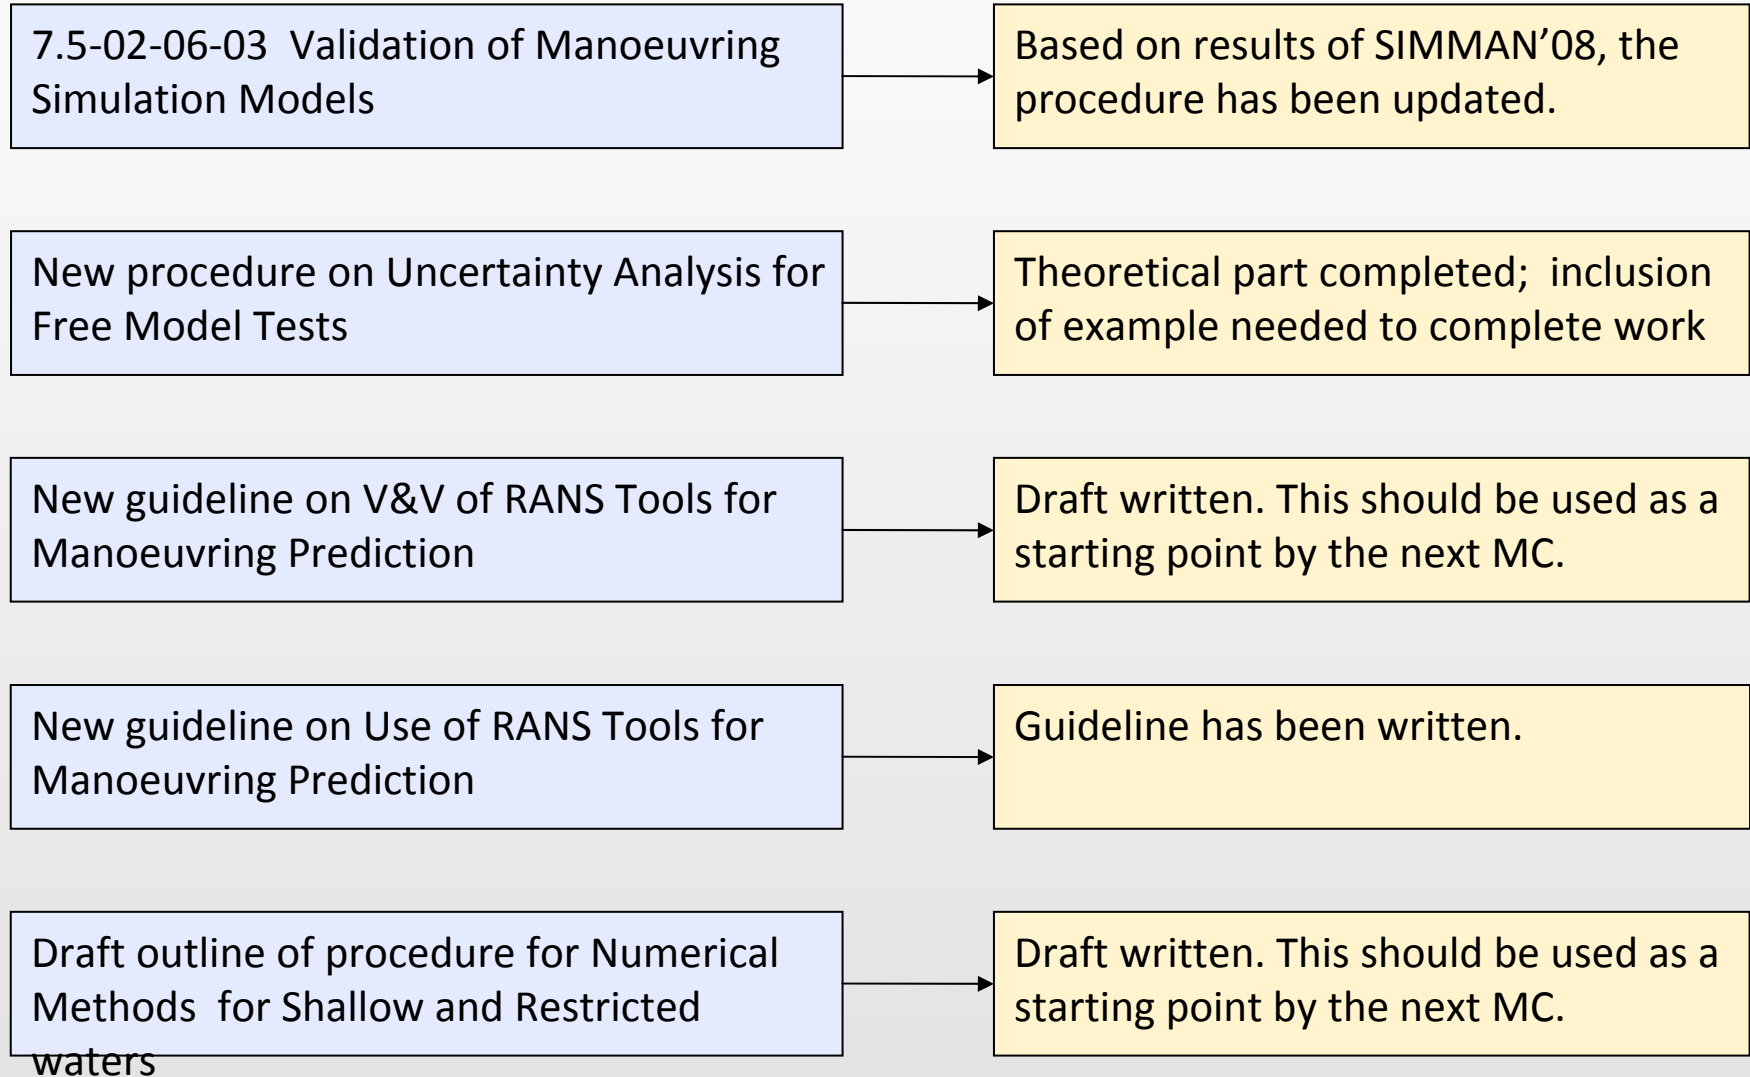 7.5-02-06-03  Validation of Manoeuvring
Simulation Models
Based on results of SIMMAN’08, the
procedure has been updated.
New procedure on Uncertainty Analysis for
Free Model Tests
Theoretical part completed;  inclusion
of example needed to complete work
New guideline on V&V of RANS Tools for
Manoeuvring Prediction
Draft written. This should be used as a
starting point by the next MC.
New guideline on Use of RANS Tools for
Manoeuvring Prediction
Guideline has been written.
Draft outline of procedure for Numerical
Methods  for Shallow and Restricted
waters
Draft written. This should be used as a
starting point by the next MC.